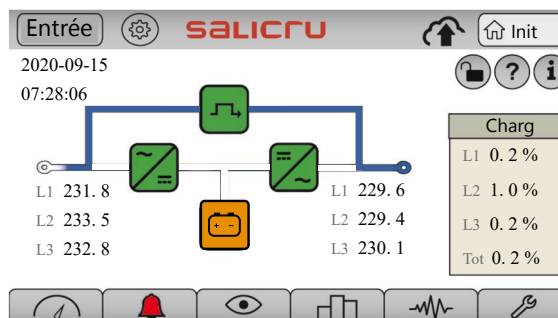 Entrée
SALICRU
Init
2020-09-15
07:28:06
?
i
Charg
L1 0.2 %
L2 1.0 %
L3 0.2 %
Tot 0.2 %
L1 231.8
L2 233.5
L3 232.8
L1 229.6
L2 229.4
L3 230.1
+ -